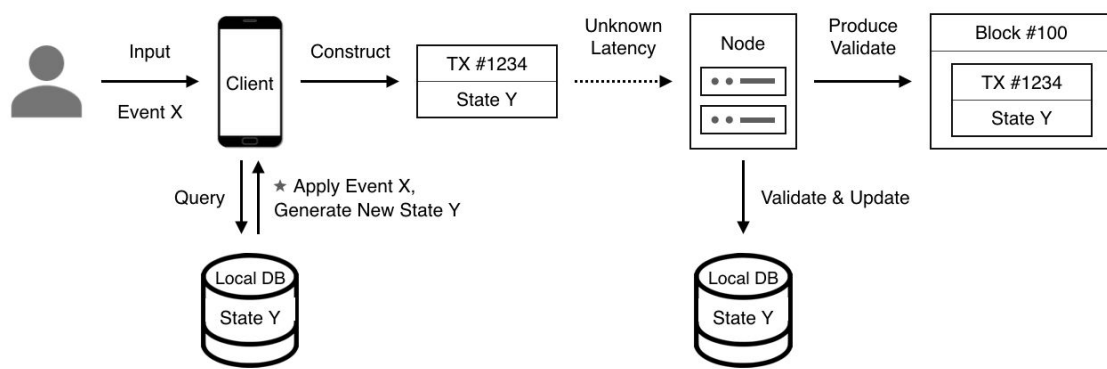 Input
Event X
Client
Construct
TX #1234
State Y
Unknown
Latency
Node
Produce
Validate
Block #100
TX #1234
State Y
Query
★ Apply Event X,
Generate New State Y
Validate & Update
Local DB
State Y
Local DB
State Y